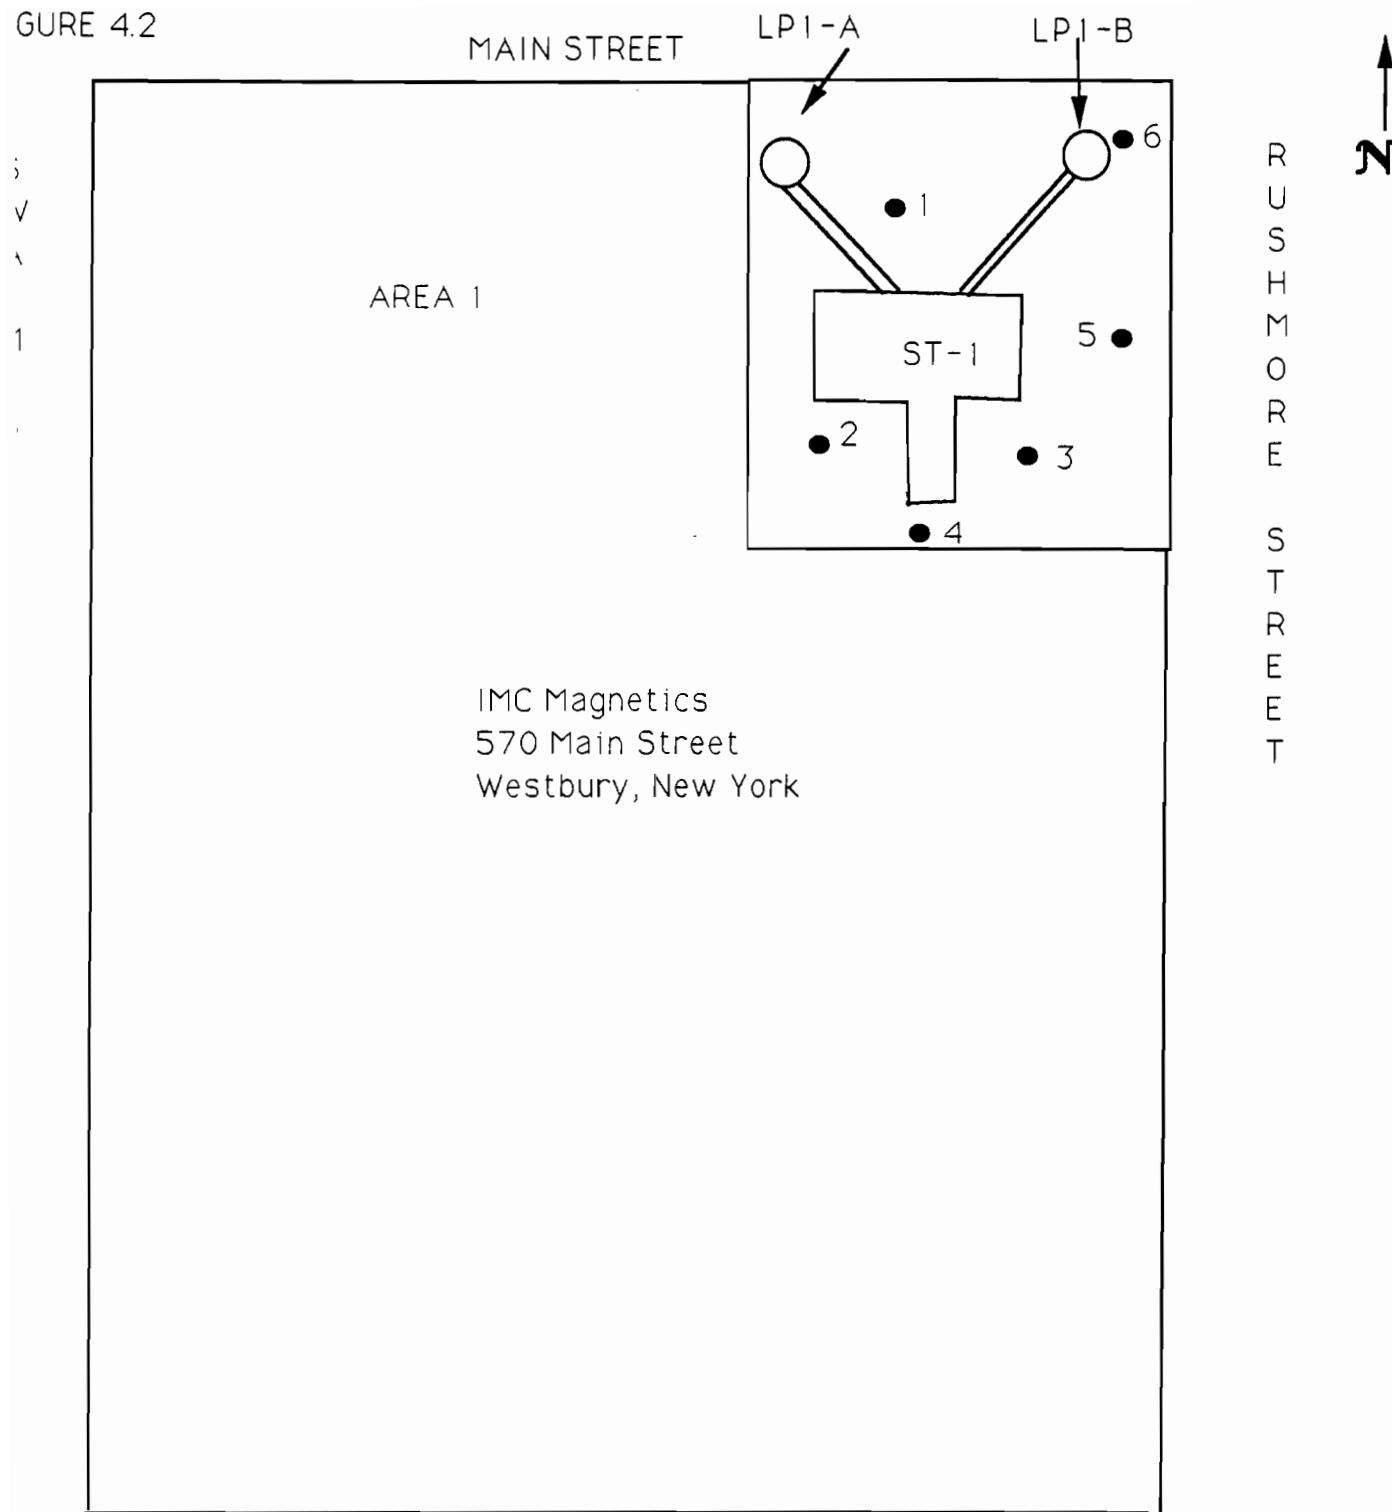 GURE 4.2
MAIN STREET
LP1-A
LP1-B
N
6
1
AREA 1
5
ST-1
2
3
4
RUSHMORE STREET
IMC Magnetics
570 Main Street
Westbury, New York